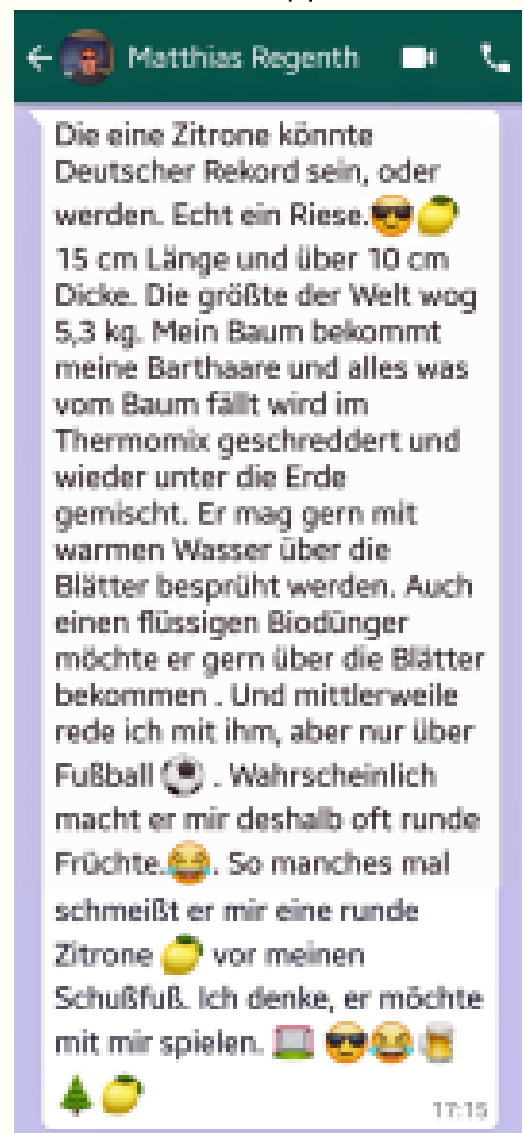 Matthias Regenth
Die eine Zitrone könnte
Deutscher Rekord sein, oder
werden. Echt ein Riese.😎🍋
15 cm Länge und über 10 cm
Dicke. Die größte der Welt wog
5,3 kg. Mein Baum bekommt
meine Barthaare und alles was
vom Baum fällt wird im
Thermomix geschreddert und
wieder unter die Erde
gemischt. Er mag gern mit
warmen Wasser über die
Blätter besprüht werden. Auch
einen flüssigen Biodünger
möchte er gern über die Blätter
bekommen . Und mittlerweile
rede ich mit ihm, aber nur über
Fußball ⚽ . Wahrscheinlich
macht er mir deshalb oft runde
Früchte.😂. So manches mal
schmeißt er mir eine runde
Zitrone 🍋 vor meinen
Schußfuß. Ich denke, er möchte
mit mir spielen. 🥅 😎😂🍺
🌲🍋
17:15